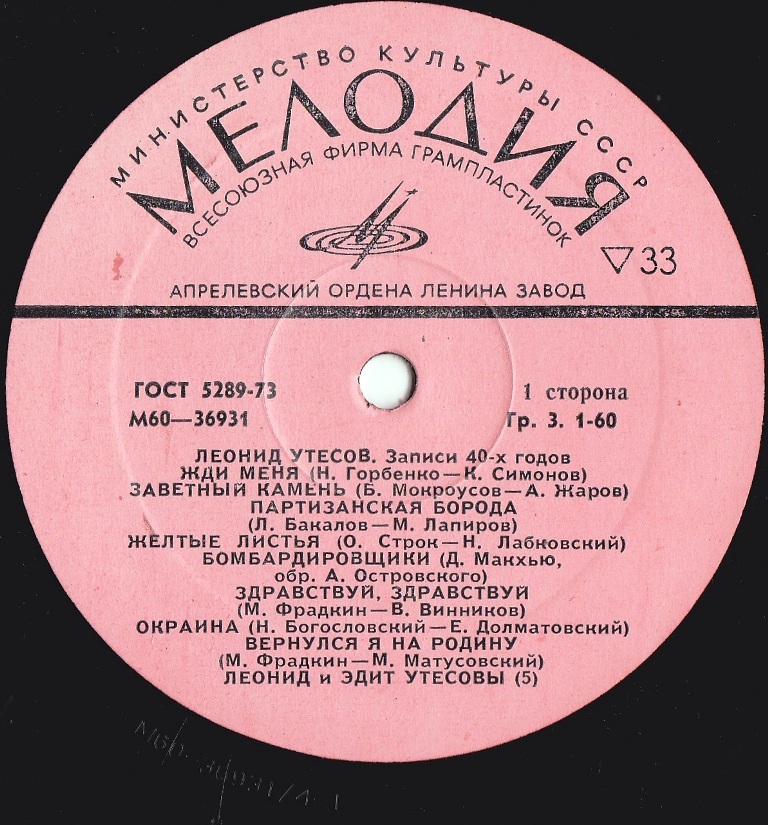 МИНИСТЕРСТВО КУЛЬТУРЫ СССР
МЕЛОДИЯ
ВСЕСОЮЗНАЯ ФИРМА ГРАМПЛАСТИНОК
▽33
АПРЕЛЕВСКИЙ ОРДЕНА ЛЕНИНА ЗАВОД
ГОСТ 5289-73
1 сторона
М60—36931
Гр. 3. 1-60
ЛЕОНИД УТЕСОВ. Записи 40-х годов
ЖДИ МЕНЯ (Н. Горбенко—К. Симонов)
ЗАВЕТНЫЙ КАМЕНЬ (Б. Мокроусов—А. Жаров)
ПАРТИЗАНСКАЯ БОРОДА
(Л. Бакалов—М. Лапиров)
ЖЕЛТЫЕ ЛИСТЬЯ (О. Строк—Н. Лабковский)
БОМБАРДИРОВЩИКИ (Д. Макхью,
обр. А. Островского)
ЗДРАВСТВУЙ, ЗДРАВСТВУЙ
(М. Фрадкин—В. Винников)
ОКРАИНА (Н. Богословский—Е. Долматовский)
ВЕРНУЛСЯ Я НА РОДИНУ
(М. Фрадкин—М. Матусовский)
ЛЕОНИД и ЭДИТ УТЕСОВЫ (5)